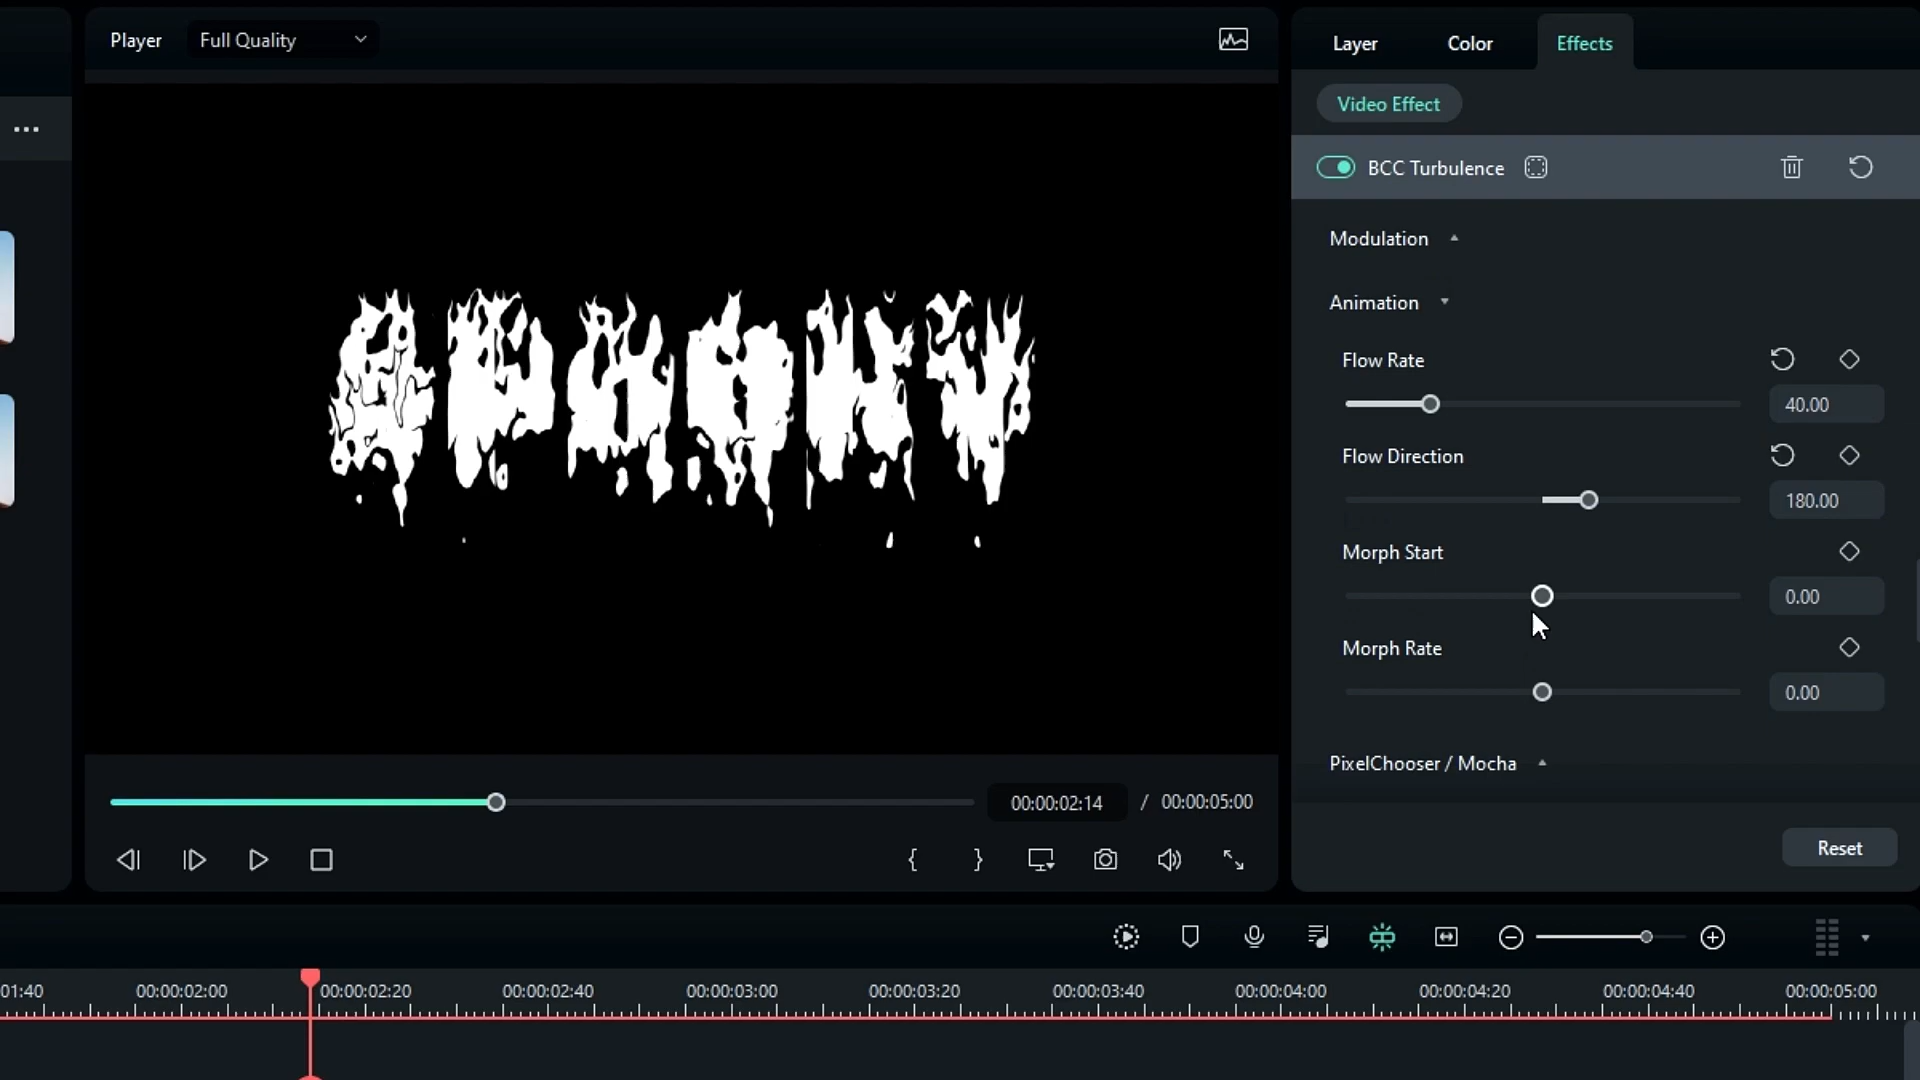 Player
Full Quality
Layer
Color
Effects
Video Effect
BCC Turbulence
Modulation
Animation
Flow Rate
40.00
Flow Direction
180.00
Morph Start
0.00
Morph Rate
0.00
PixelChooser / Mocha
00:00:02:14 / 00:00:05:00
Reset
01:40 00:00:02:00 00:00:02:20 00:00:02:40 00:00:03:00 00:00:03:20 00:00:03:40 00:00:04:00 00:00:04:20 00:00:04:40 00:00:05:00